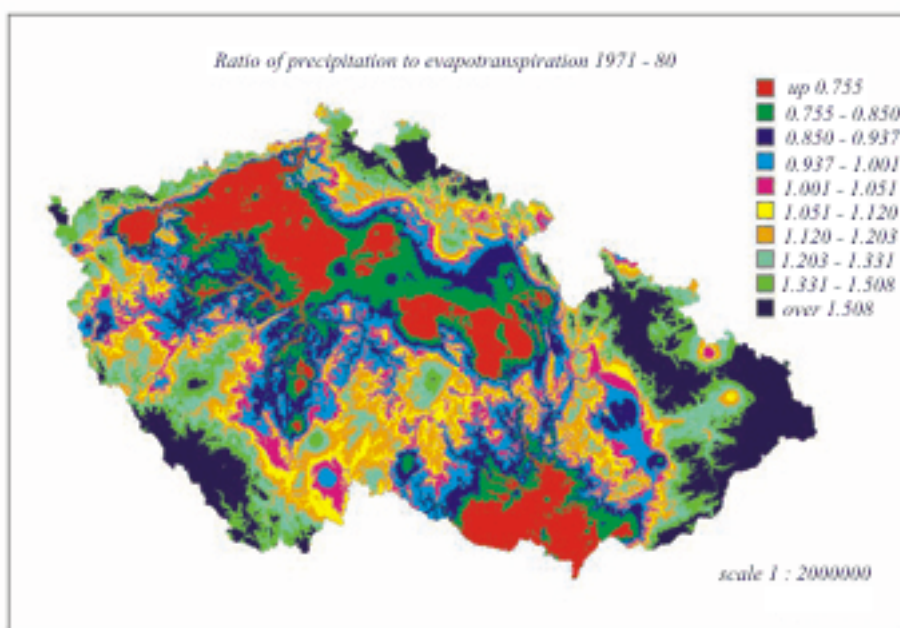 Ratio of precipitation to evapotranspiration 1971 - 80
up 0.755
0.755 - 0.850
0.850 - 0.937
0.937 - 1.001
1.001 - 1.051
1.051 - 1.120
1.120 - 1.203
1.203 - 1.331
1.331 - 1.508
over 1.508
scale 1 : 2000000